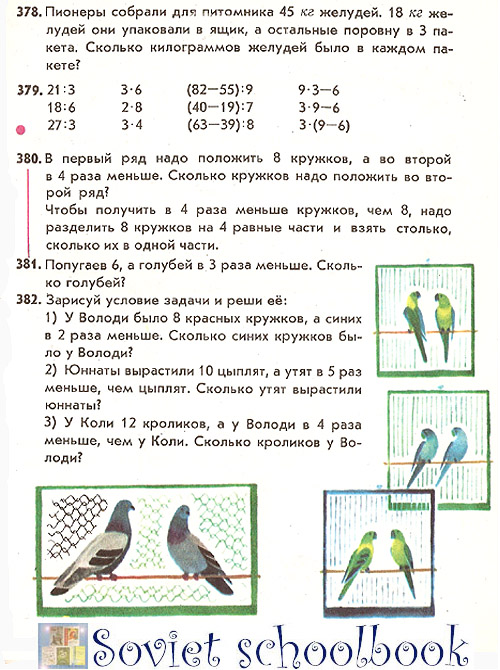 378. Пионеры собрали для питомника 45 кг желудей. 18 кг же-
лудей они упаковали в ящик, а остальные поровну в 3 па-
кета. Сколько килограммов желудей было в каждом па-
кете?
379. 21:3 3·6 (82—55):9 9·3—6
18:6 2·8 (40—19):7 3·9—6
27:3 3·4 (63—39):8 3·(9—6)
380. В первый ряд надо положить 8 кружков, а во второй
в 4 раза меньше. Сколько кружков надо положить во вто-
рой ряд?
Чтобы получить в 4 раза меньше кружков, чем 8, надо
разделить 8 кружков на 4 равные части и взять столько,
сколько их в одной части.
381. Попугаев 6, а голубей в 3 раза меньше. Сколь-
ко голубей?
382. Зарисуй условие задачи и реши её:
1) У Володи было 8 красных кружков, а синих
в 2 раза меньше. Сколько синих кружков бы-
ло у Володи?
2) Юннаты вырастили 10 цыплят, а утят в 5 раз
меньше, чем цыплят. Сколько утят вырастили
юннаты?
3) У Коли 12 кроликов, а у Володи в 4 раза
меньше, чем у Коли. Сколько кроликов у Во-
лоди?
Soviet schoolbook